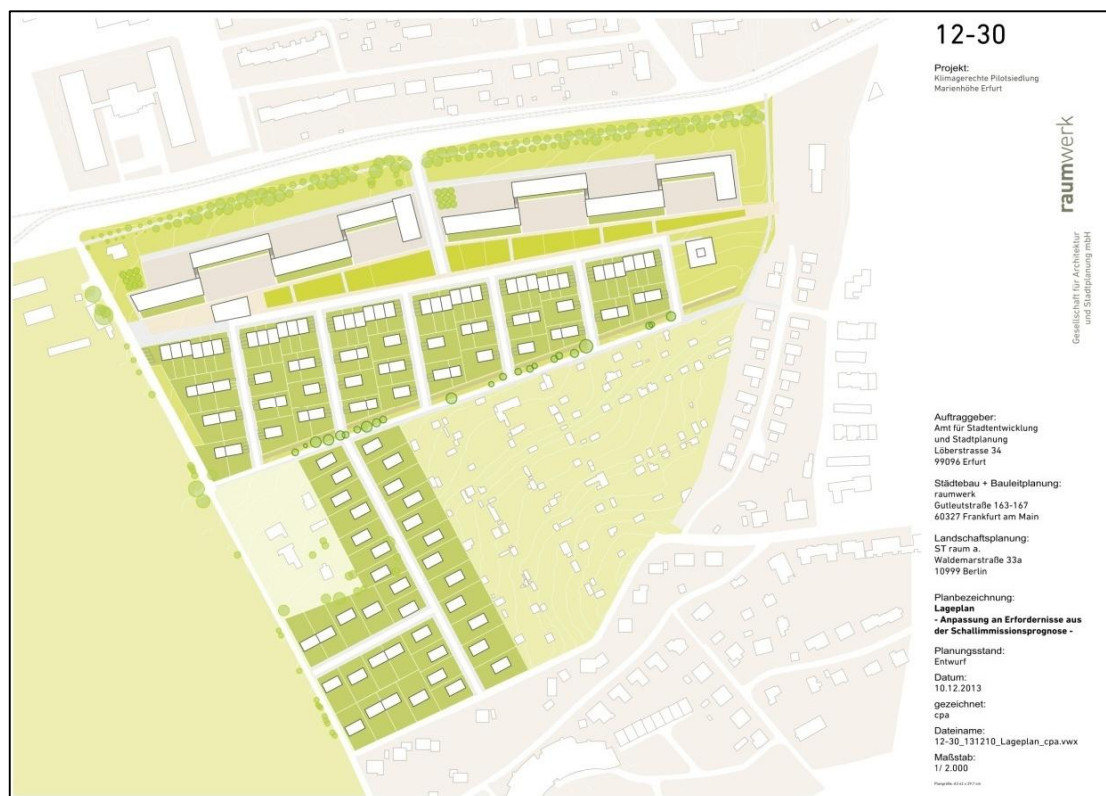 12-30
Projekt:
Klimagerechte Pilotsiedlung
Marienhöhe Erfurt
raumwerk
Gesellschaft für Architektur
und Stadtplanung mbH
Auftraggeber:
Amt für Stadtentwicklung
und Stadtplanung
Löberstrasse 34
99096 Erfurt
Städtebau + Bauleitplanung:
raumwerk
Gutleutstraße 163-167
60327 Frankfurt am Main
Landschaftsplanung:
ST raum a.
Waldemarstraße 33a
10999 Berlin
Planbezeichnung:
Lageplan
- Anpassung an Erfordernisse aus
der Schallimmissionsprognose -
Planungsstand:
Entwurf
Datum:
10.12.2013
gezeichnet:
cpa
Dateiname:
12-30_131210_Lageplan_cpa.vwx
Maßstab:
1/ 2.000